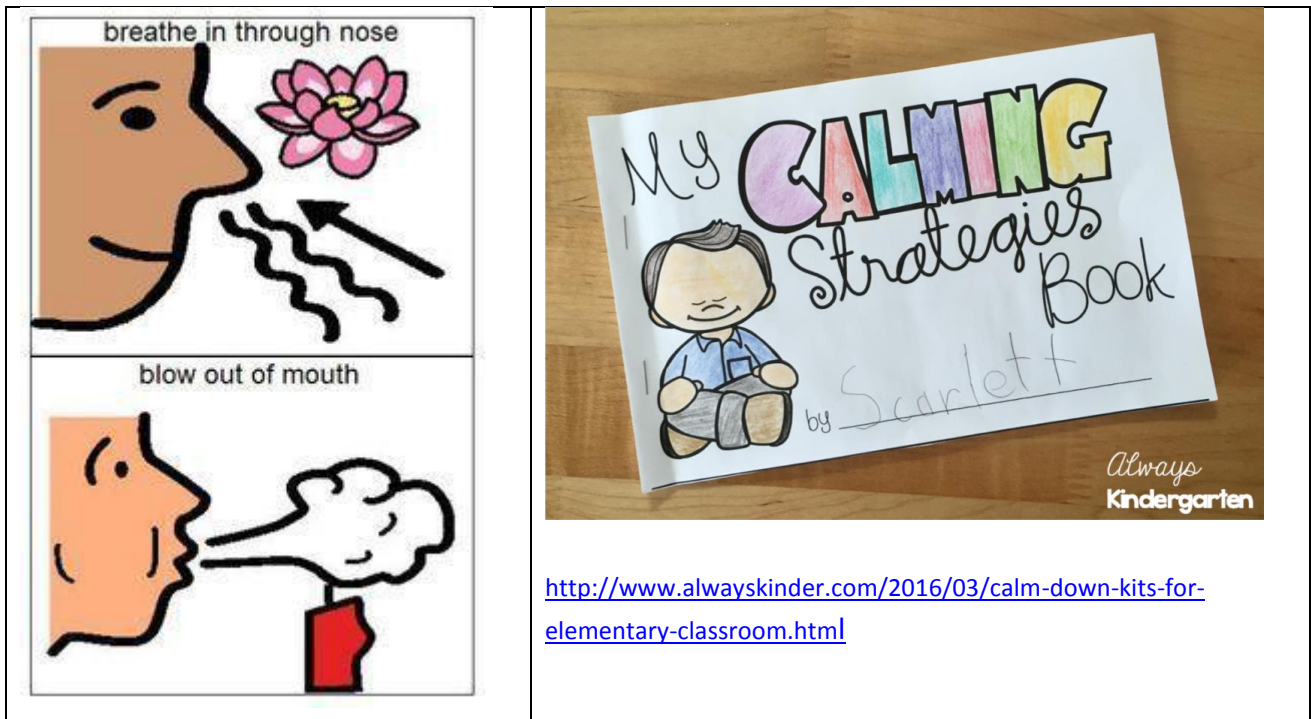 breathe in through nose
blow out of mouth
My CALMING
Strategies
Book
by Scarlett
Always
Kindergarten
http://www.alwayskinder.com/2016/03/calm-down-kits-for-
elementary-classroom.html